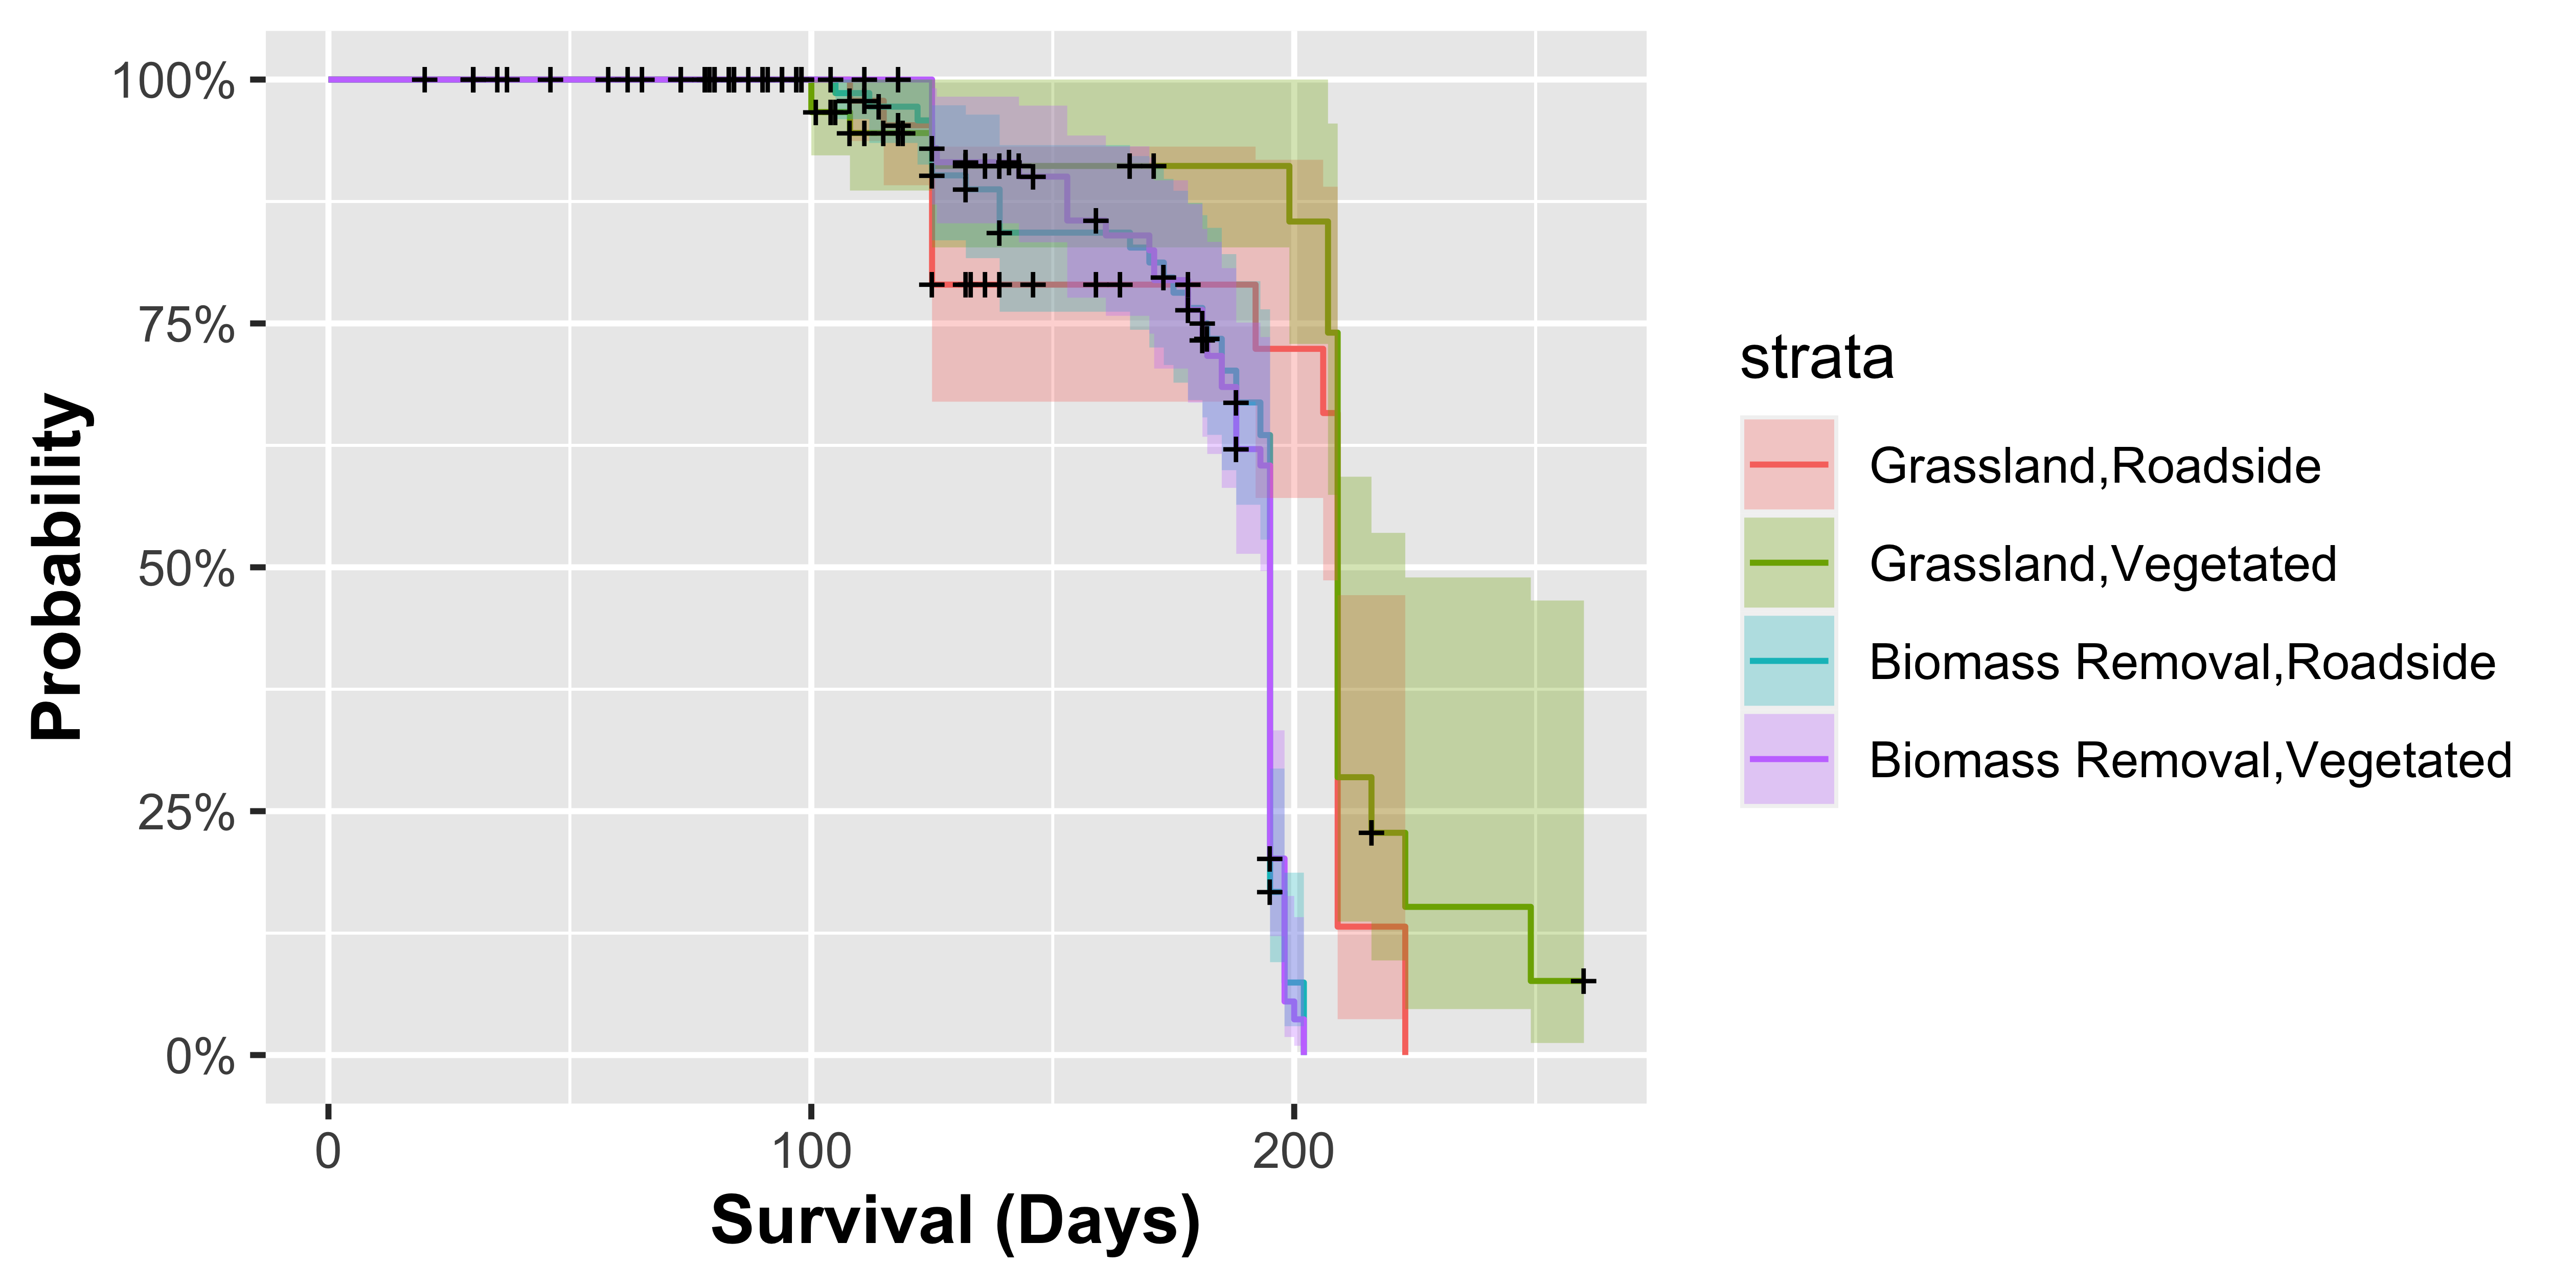 100%
75%
50%
25%
0%
Probability
0
100
200
Survival (Days)
strata
Grassland,Roadside
Grassland,Vegetated
Biomass Removal,Roadside
Biomass Removal,Vegetated